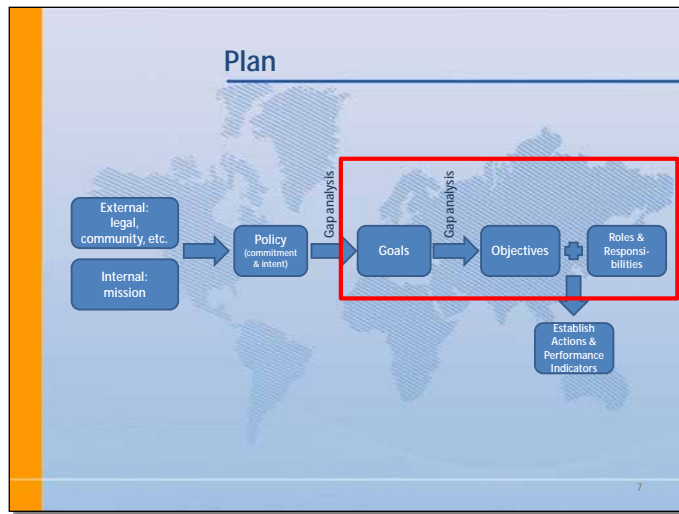 Plan
External:
legal,
community, etc.
Internal:
mission
Policy
(commitment
& intent)
Gap analysis
Goals
Gap analysis
Objectives
Roles &
Responsi-
bilities
Establish
Actions &
Performance
Indicators
7